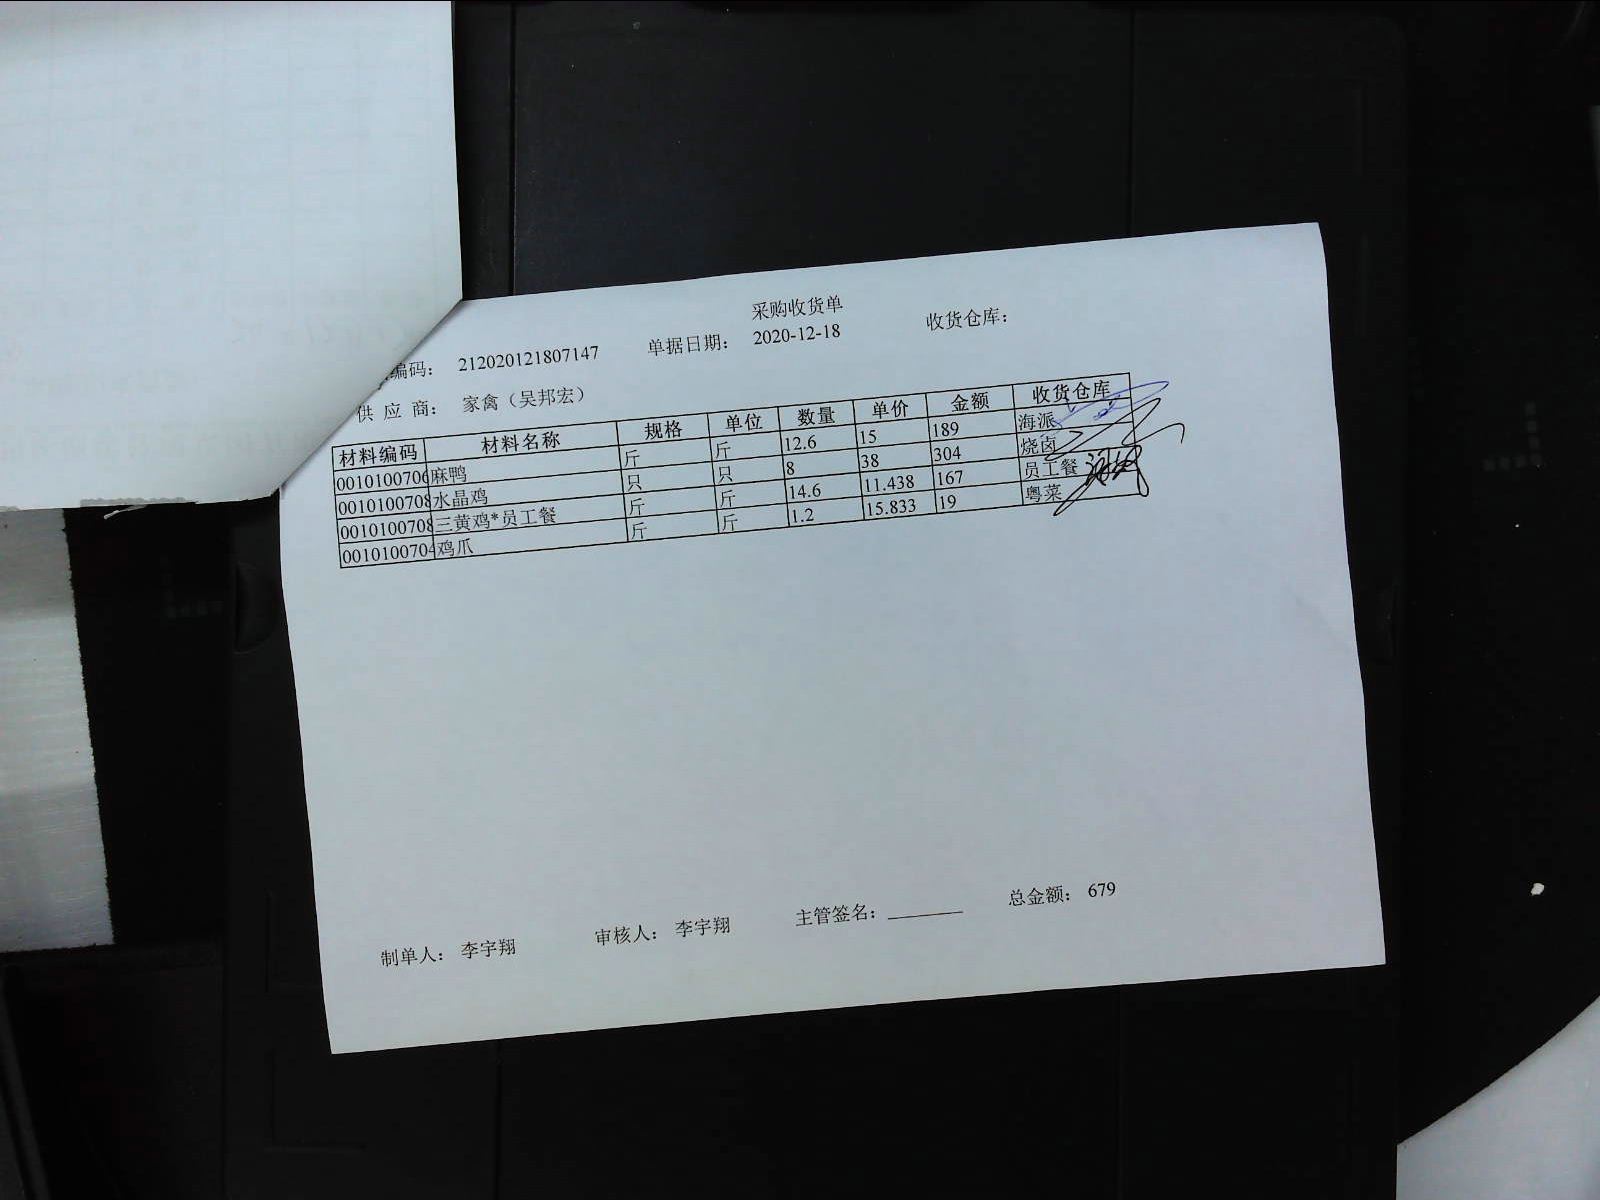 采购收货单
编码： 212020121807147 单据日期： 2020-12-18 收货仓库：
供 应 商： 家禽（吴邦宏）
材料编码 材料名称 规格 单位 数量 单价 金额 收货仓库
0010100706 麻鸭 斤 斤 12.6 15 189 海派
0010100708 水晶鸡 只 只 8 38 304 烧卤
0010100708 三黄鸡*员工餐 斤 斤 14.6 11.438 167 员工餐
001010070 鸡爪 斤 斤 1.2 15.833 19 粤菜
制单人： 李宇翔 审核人： 李宇翔 主管签名： 总金额： 679